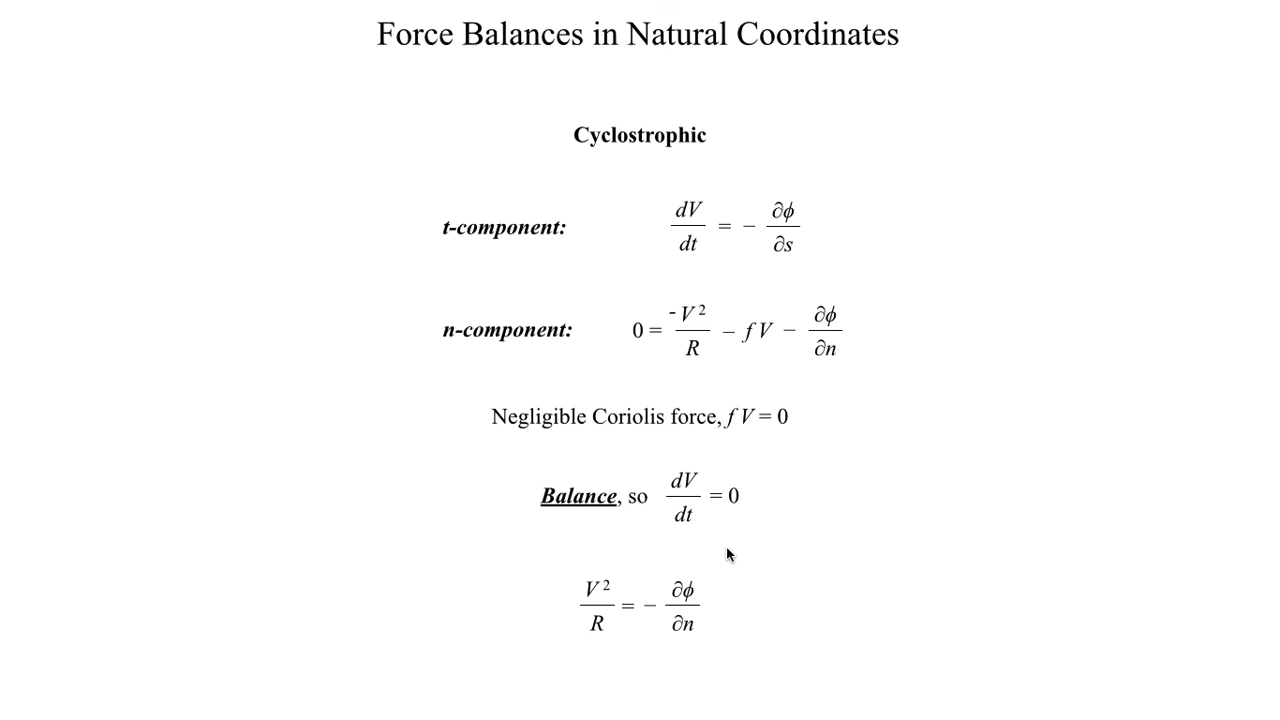 Force Balances in Natural Coordinates
Cyclostrophic
t-component: dV/dt = − ∂ϕ/∂s
n-component: 0 = -V²/R − fV − ∂ϕ/∂n
Negligible Coriolis force, fV = 0
Balance, so dV/dt = 0
V²/R = − ∂ϕ/∂n